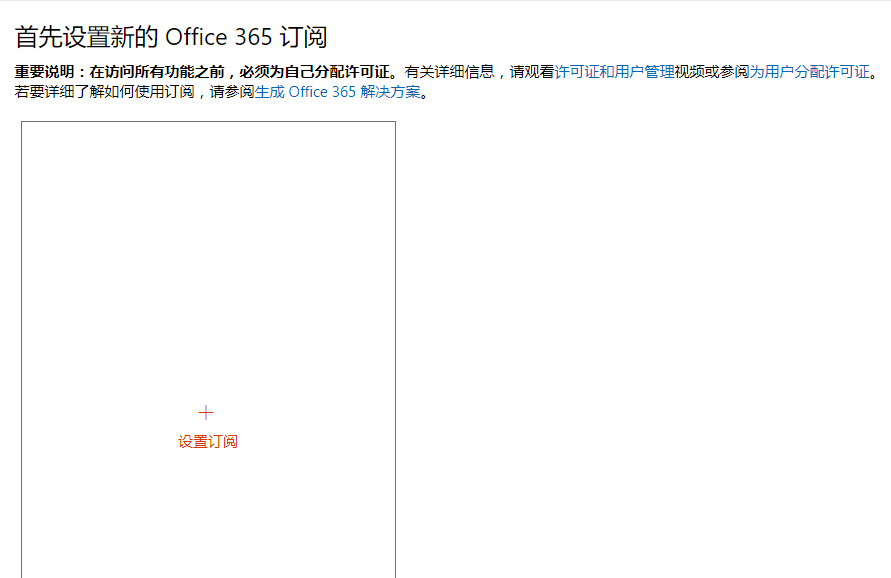 首先设置新的 Office 365 订阅
重要说明：在访问所有功能之前，必须为自己分配许可证。有关详细信息，请观看许可证和用户管理视频或参阅为用户分配许可证。
若要详细了解如何使用订阅，请参阅生成 Office 365 解决方案。
设置订阅